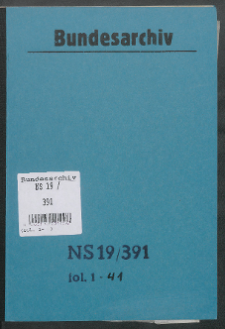 Bundesarchiv
Bundesarchiv
NS 19 /
391
NS 19/391
fol. 1 - 41